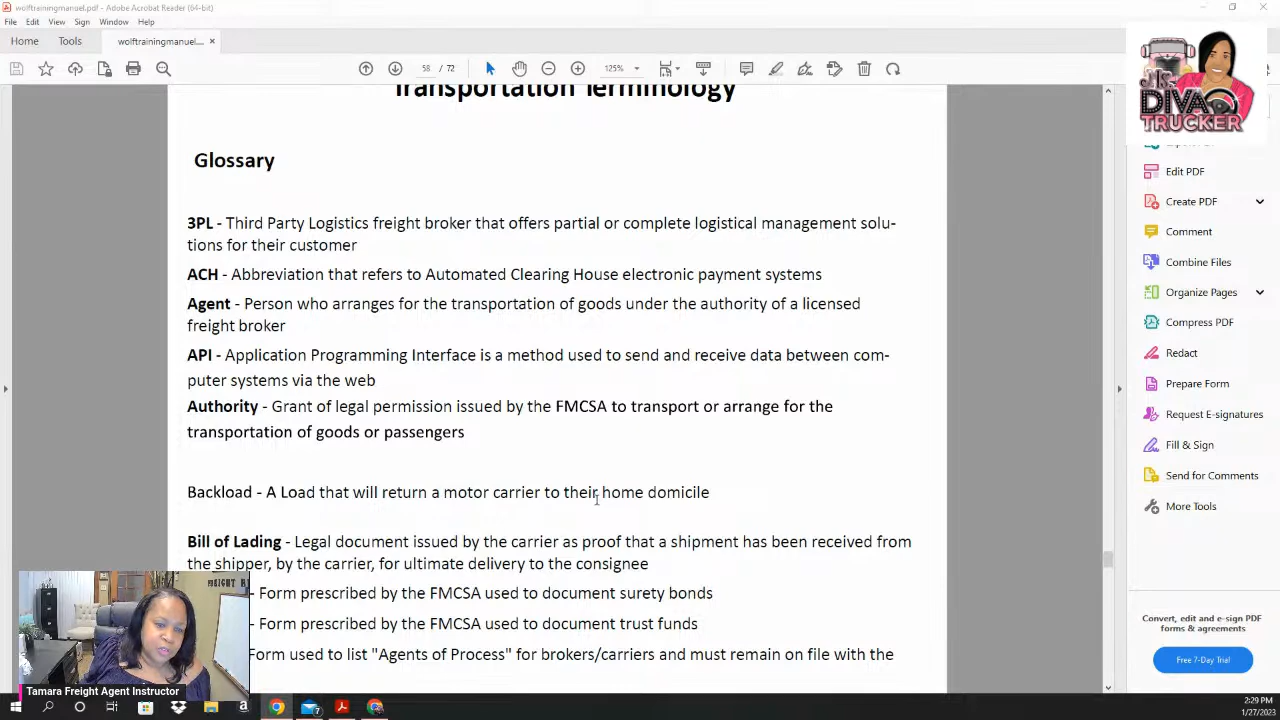 wolftrainingmanuel.pdf - Adobe Acrobat Reader (64-bit)
File Edit View Sign Window Help
Home Tools wolftrainingmanuel....
58 / 72 125%
Transportation Terminology
Glossary
3PL - Third Party Logistics freight broker that offers partial or complete logistical management solu-
tions for their customer
ACH - Abbreviation that refers to Automated Clearing House electronic payment systems
Agent - Person who arranges for the transportation of goods under the authority of a licensed
freight broker
API - Application Programming Interface is a method used to send and receive data between com-
puter systems via the web
Authority - Grant of legal permission issued by the FMCSA to transport or arrange for the
transportation of goods or passengers
Backload - A Load that will return a motor carrier to their home domicile
Bill of Lading - Legal document issued by the carrier as proof that a shipment has been received from
the shipper, by the carrier, for ultimate delivery to the consignee
- Form prescribed by the FMCSA used to document surety bonds
- Form prescribed by the FMCSA used to document trust funds
Form used to list "Agents of Process" for brokers/carriers and must remain on file with the
DIVA
TRUCKER
Edit PDF
Create PDF
Comment
Combine Files
Organize Pages
Compress PDF
Redact
Prepare Form
Request E-signatures
Fill & Sign
Send for Comments
More Tools
Convert, edit and e-sign PDF
forms & agreements
Free 7-Day Trial
Tamara Freight Agent Instructor
2:29 PM
1/27/2023